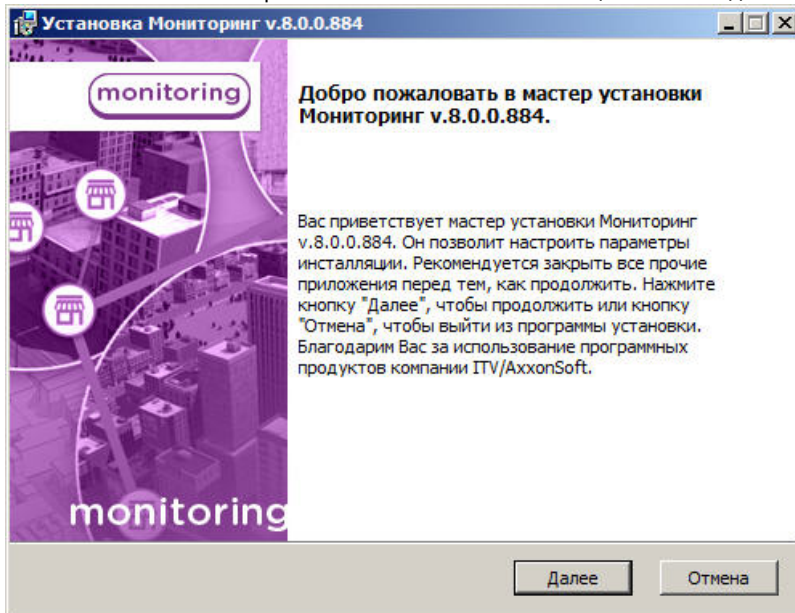 Установка Мониторинг v.8.0.0.884
monitoring
Добро пожаловать в мастер установки
Мониторинг v.8.0.0.884.
Вас приветствует мастер установки Мониторинг
v.8.0.0.884. Он позволит настроить параметры
инсталляции. Рекомендуется закрыть все прочие
приложения перед тем, как продолжить. Нажмите
кнопку "Далее", чтобы продолжить или кнопку
"Отмена", чтобы выйти из программы установки.
Благодарим Вас за использование программных
продуктов компании ITV/AxxonSoft.
monitoring
Далее
Отмена